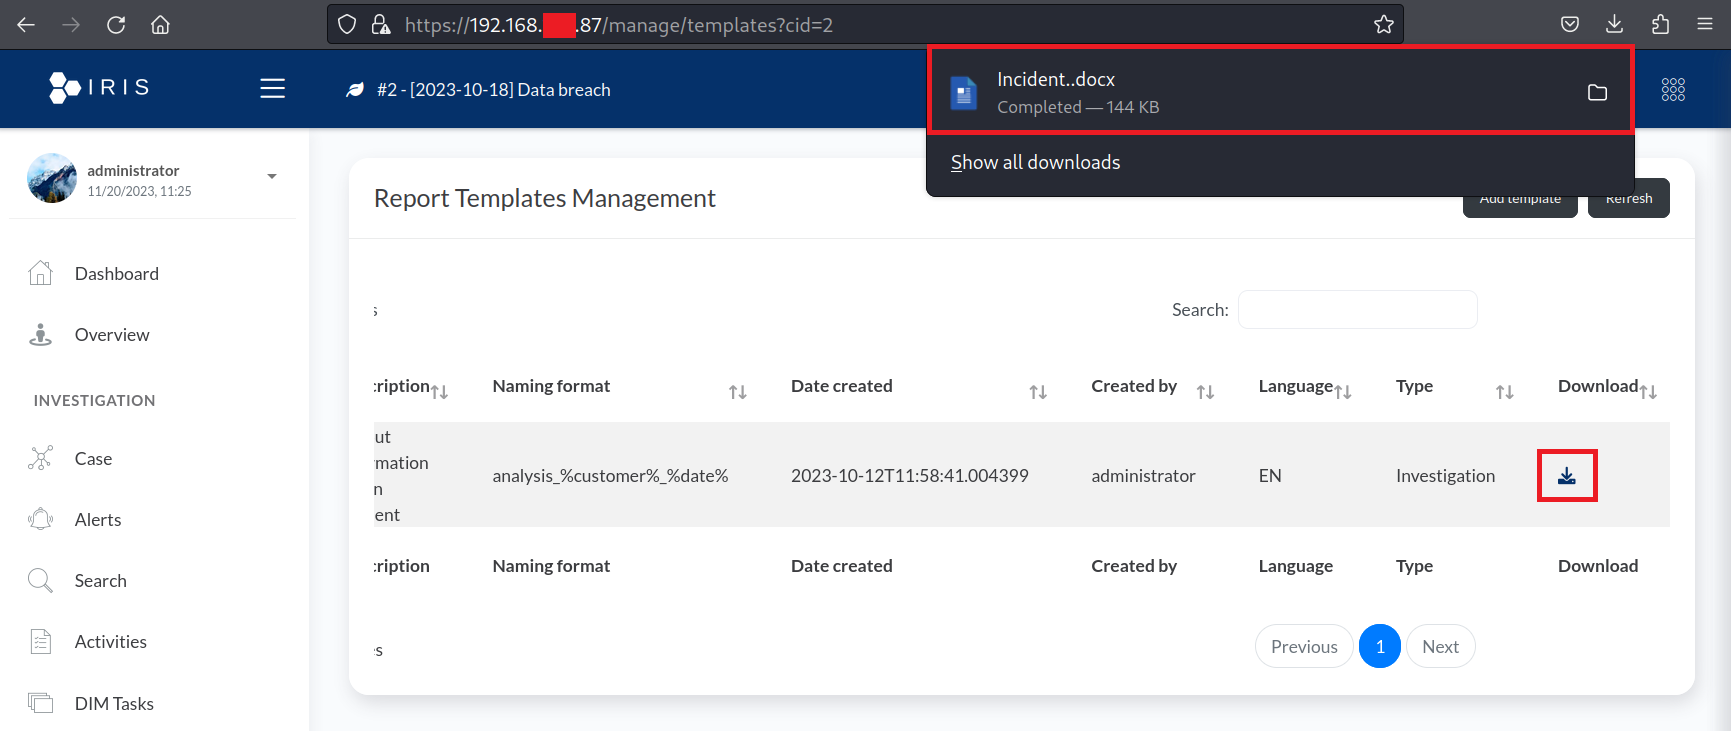 https://192.168. .87/manage/templates?cid=2
IRIS
#2 - [2023-10-18] Data breach
Incident..docx
Completed — 144 KB
Show all downloads
administrator
11/20/2023, 11:25
Report Templates Management
Add template
Refresh
Dashboard
Overview
INVESTIGATION
Case
Alerts
Search
Activities
DIM Tasks
s
Search:
cription
Naming format
Date created
Created by
Language
Type
Download
ut
rmation
n
ent
analysis_%customer%_%date%
2023-10-12T11:58:41.004399
administrator
EN
Investigation
cription
Naming format
Date created
Created by
Language
Type
Download
es
Previous
1
Next